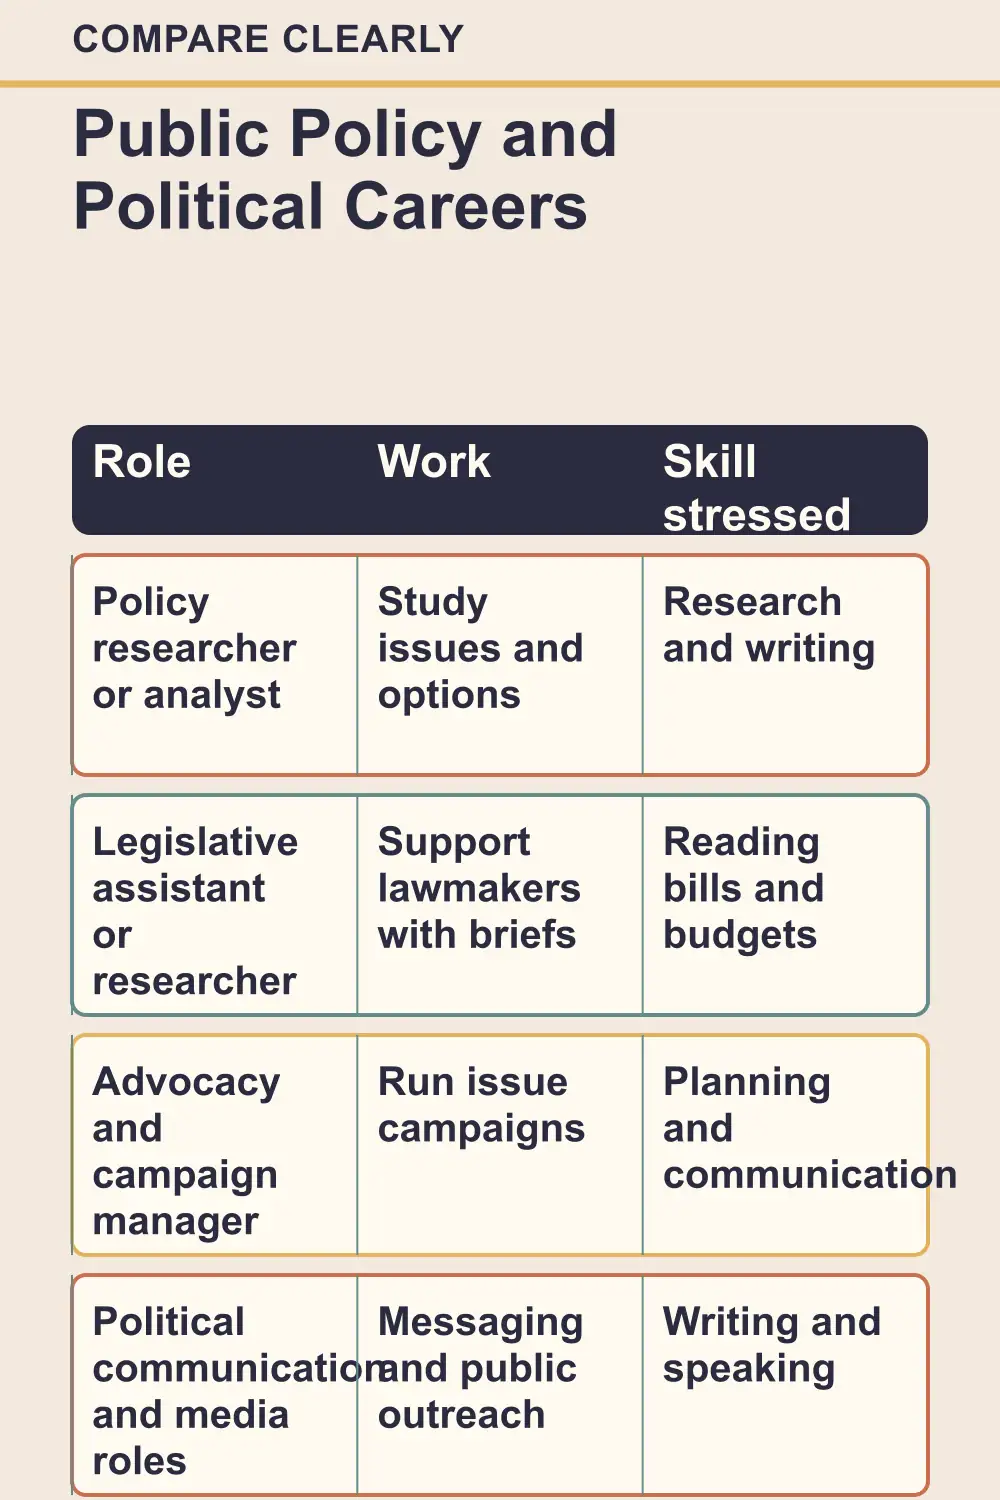 COMPARE CLEARLY
Public Policy and
Political Careers
Role
Work
Skill
stressed
Policy
researcher
or analyst
Study
issues and
options
Research
and writing
Legislative
assistant
or
researcher
Support
lawmakers
with briefs
Reading
bills and
budgets
Advocacy
and
campaign
manager
Run issue
campaigns
Planning
and
communication
Political
communication
and media
roles
Messaging
and public
outreach
Writing and
speaking